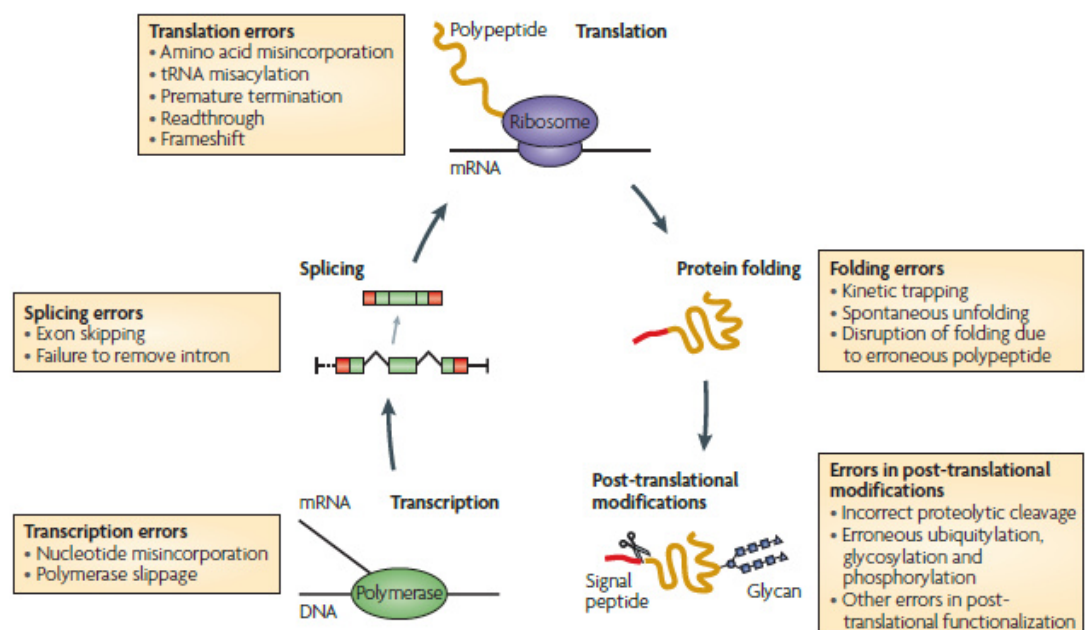 Translation errors
• Amino acid misincorporation
• tRNA misacylation
• Premature termination
• Readthrough
• Frameshift
Polypeptide
Translation
Ribosome
mRNA
Splicing
Splicing errors
• Exon skipping
• Failure to remove intron
Protein folding
Folding errors
• Kinetic trapping
• Spontaneous unfolding
• Disruption of folding due
to erroneous polypeptide
mRNA
Transcription
Transcription errors
• Nucleotide misincorporation
• Polymerase slippage
Polymerase
DNA
Post-translational
modifications
Signal
peptide
Glycan
Errors in post-translational
modifications
• Incorrect proteolytic cleavage
• Erroneous ubiquitylation,
glycosylation and
phosphorylation
• Other errors in post-
translational functionalization